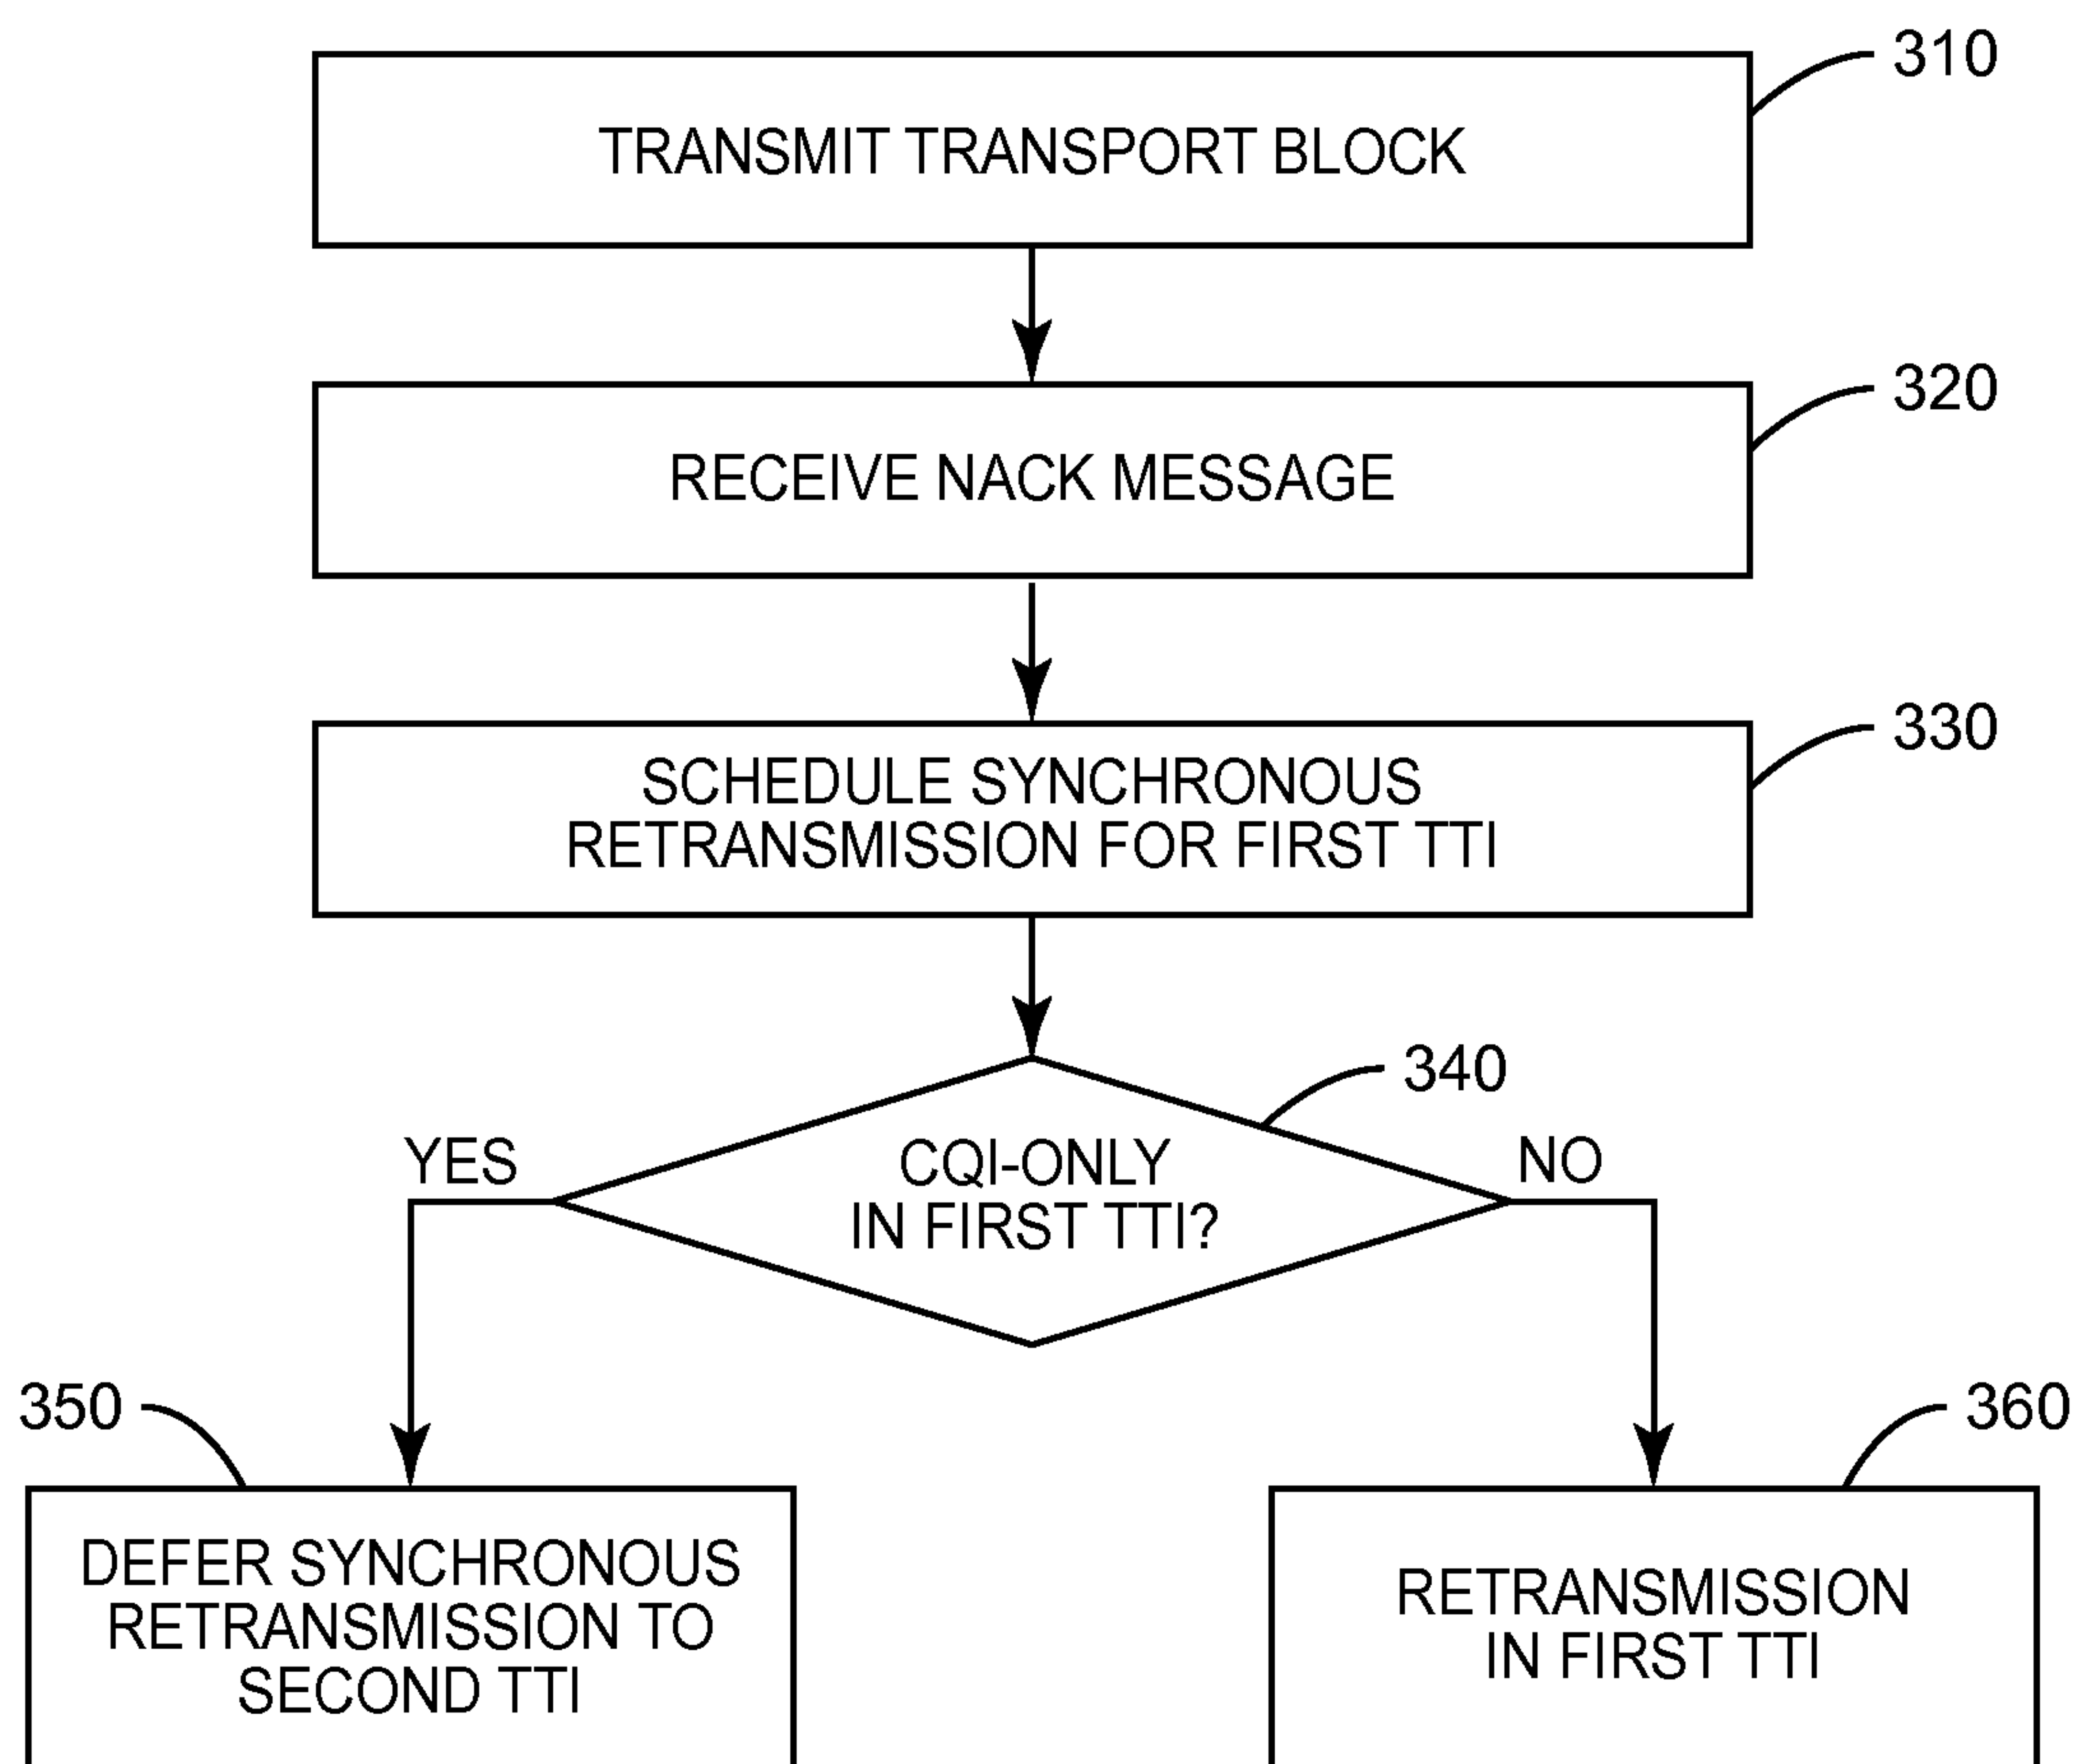 310
TRANSMIT TRANSPORT BLOCK
320
RECEIVE NACK MESSAGE
330
SCHEDULE SYNCHRONOUS
RETRANSMISSION FOR FIRST TTI
340
YES
CQI-ONLY
IN FIRST TTI?
NO
350
360
DEFER SYNCHRONOUS
RETRANSMISSION TO
SECOND TTI
RETRANSMISSION
IN FIRST TTI